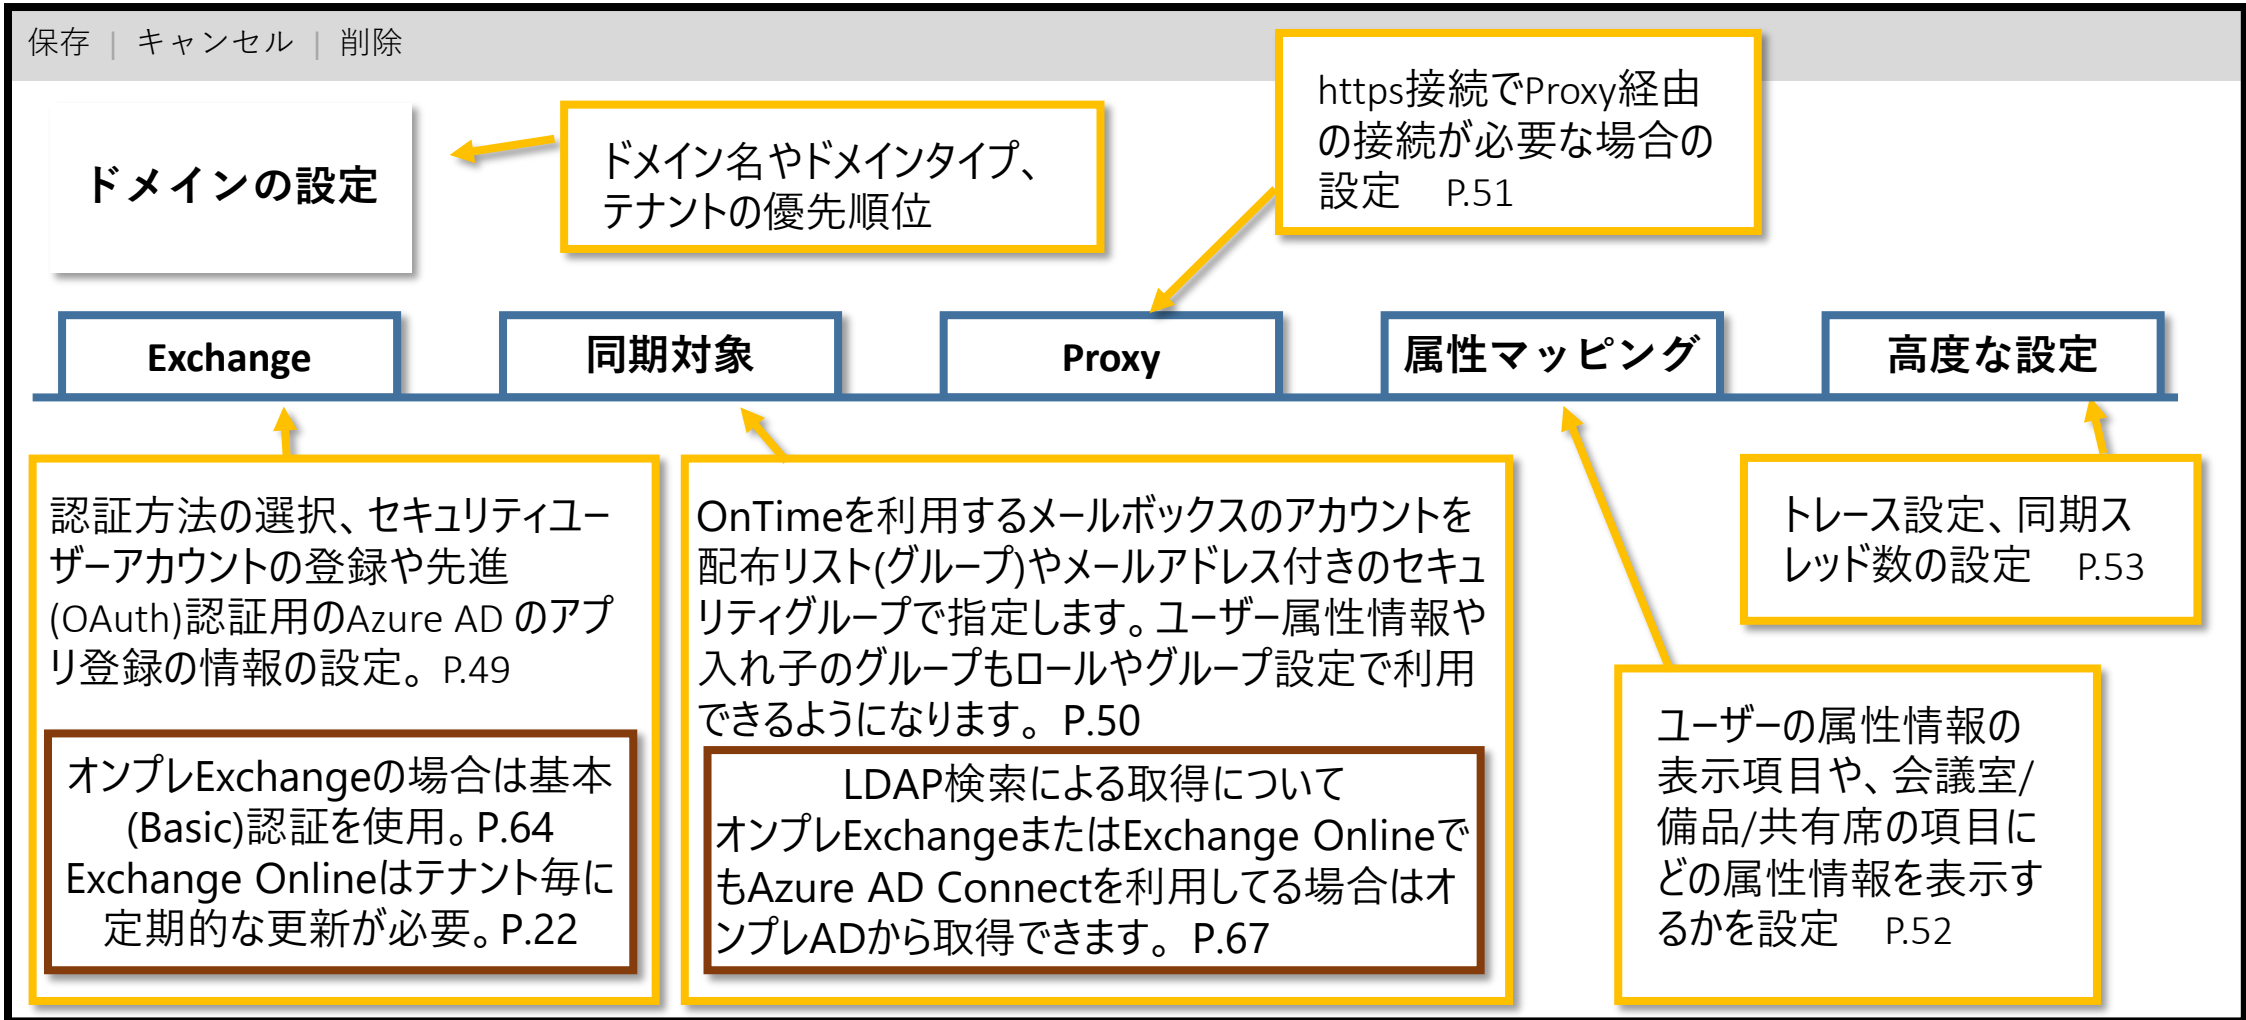 保存 | キャンセル | 削除
ドメインの設定
ドメイン名やドメインタイプ、
テナントの優先順位
https接続でProxy経由
の接続が必要な場合の
設定　P.51
Exchange
同期対象
Proxy
属性マッピング
高度な設定
認証方法の選択、セキュリティユー
ザーアカウントの登録や先進
(OAuth)認証用のAzure AD のアプ
リ登録の情報の設定。P.49
オンプレExchangeの場合は基本
(Basic)認証を使用。P.64
Exchange Onlineはテナント毎に
定期的な更新が必要。P.22
OnTimeを利用するメールボックスのアカウントを
配布リスト(グループ)やメールアドレス付きのセキュ
リティグループで指定します。ユーザー属性情報や
入れ子のグループもロールやグループ設定で利用
できるようになります。P.50
LDAP検索による取得について
オンプレExchangeまたはExchange Onlineで
もAzure AD Connectを利用してる場合はオ
ンプレADから取得できます。P.67
ユーザーの属性情報の
表示項目や、会議室/
備品/共有席の項目に
どの属性情報を表示す
るかを設定　P.52
トレース設定、同期ス
レッド数の設定　P.53